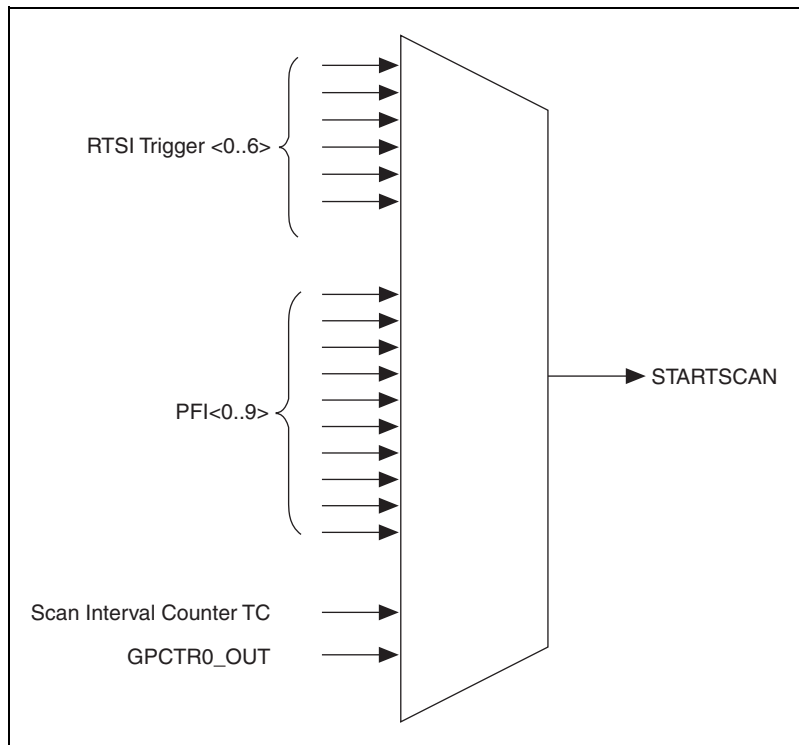 RTSI Trigger <0..6>
PFI<0..9>
STARTSCAN
Scan Interval Counter TC
GPCTR0_OUT